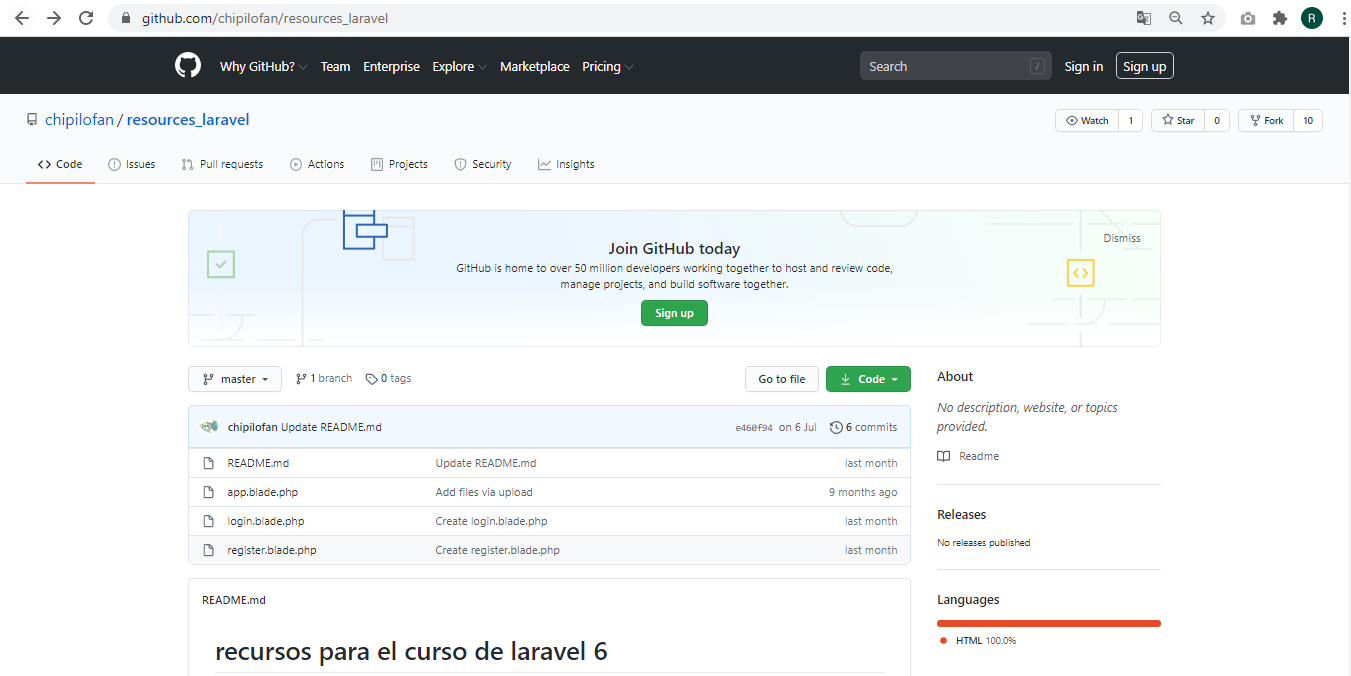 github.com/chipilofan/resources_laravel
R
Why GitHub? Team Enterprise Explore Marketplace Pricing Search / Sign in Sign up
chipilofan / resources_laravel Watch 1 Star 0 Fork 10
Code Issues Pull requests Actions Projects Security Insights
Join GitHub today
Dismiss
GitHub is home to over 50 million developers working together to host and review code,
manage projects, and build software together.
Sign up
master 1 branch 0 tags Go to file Code
chipilofan Update README.md e460f94 on 6 Jul 6 commits
README.md Update README.md last month
app.blade.php Add files via upload 9 months ago
login.blade.php Create login.blade.php last month
register.blade.php Create register.blade.php last month
README.md
recursos para el curso de laravel 6
About
No description, website, or topics
provided.
Readme
Releases
No releases published
Languages
HTML 100.0%